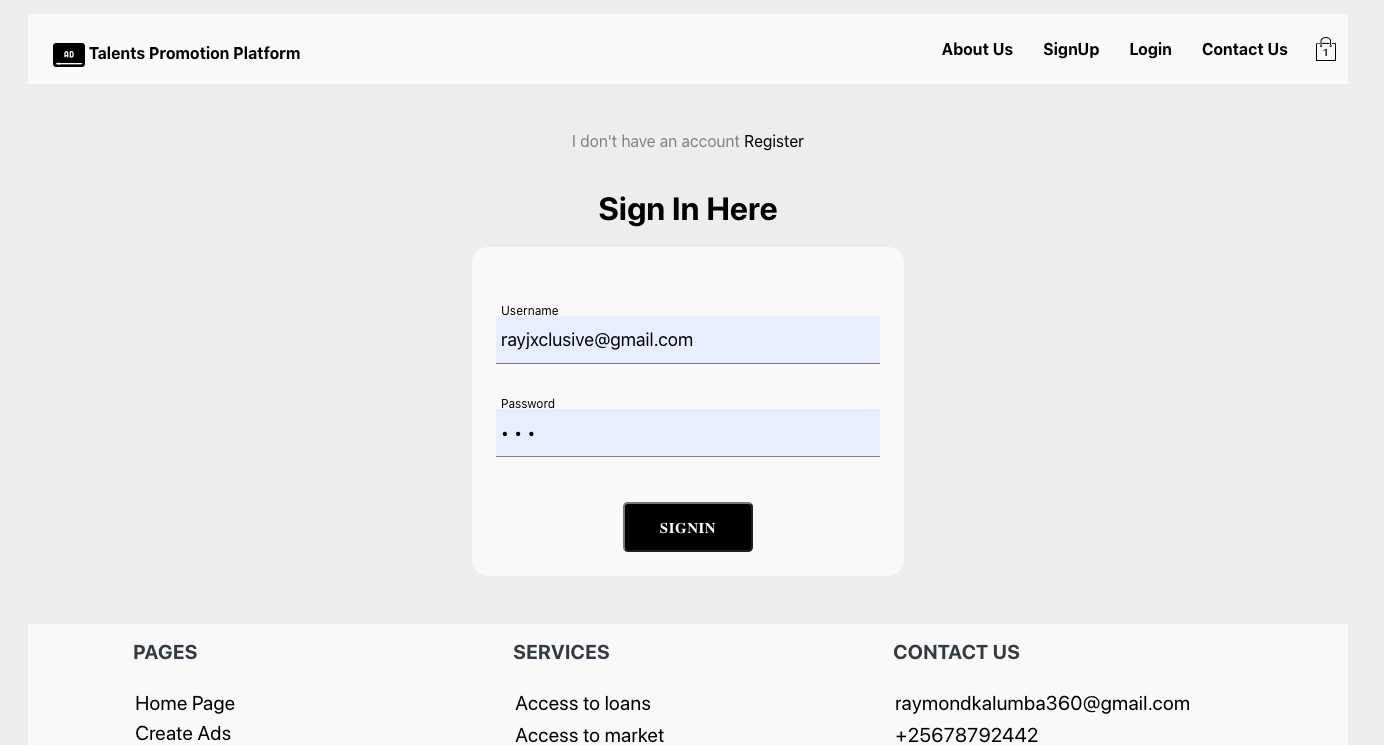 AD Talents Promotion Platform
About Us SignUp Login Contact Us 1
I don't have an account Register
Sign In Here
Username
rayjxclusive@gmail.com
Password
• • •
SIGNIN
PAGES
Home Page
Create Ads
SERVICES
Access to loans
Access to market
CONTACT US
raymondkalumba360@gmail.com
+25678792442